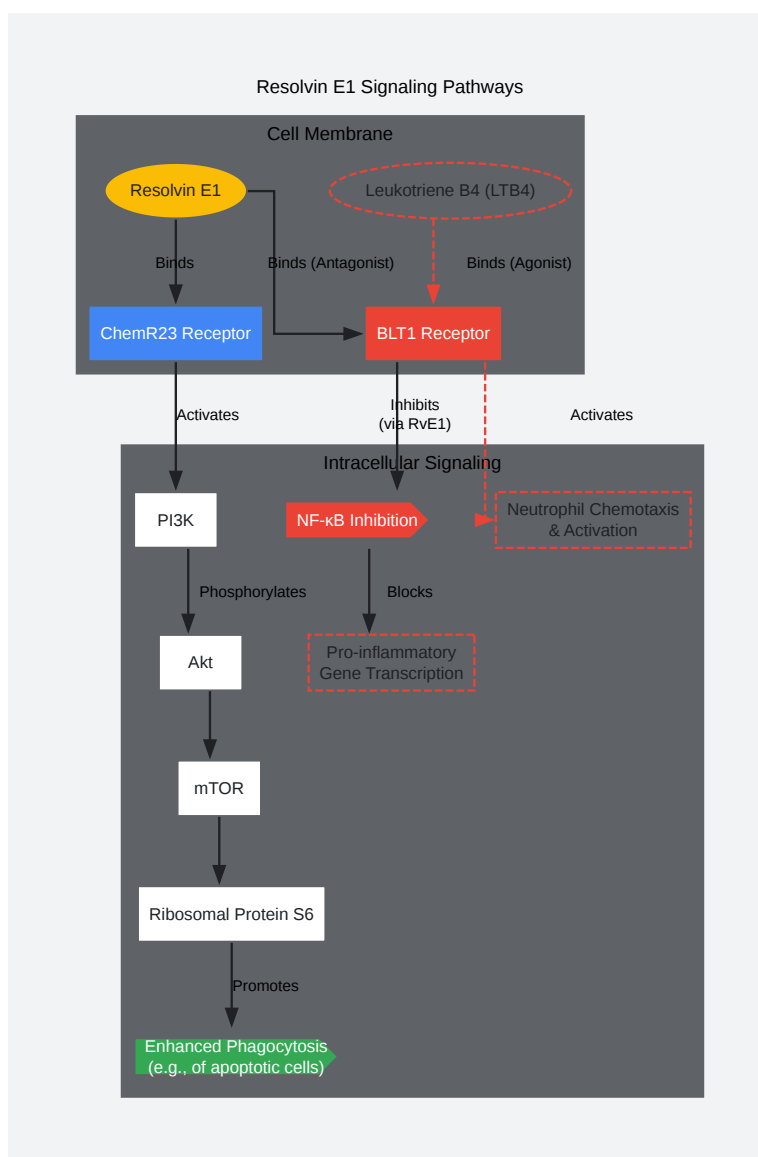 Resolvin E1 Signaling Pathways
Cell Membrane
Resolvin E1
Leukotriene B4 (LTB4)
Binds
Binds (Antagonist)
Binds (Agonist)
ChemR23 Receptor
BLT1 Receptor
Activates
Inhibits
(via RvE1)
Activates
Intracellular Signaling
PI3K
NF-κB Inhibition
Neutrophil Chemotaxis
& Activation
Phosphorylates
Blocks
Akt
Pro-inflammatory
Gene Transcription
mTOR
Ribosomal Protein S6
Promotes
Enhanced Phagocytosis
(e.g., of apoptotic cells)